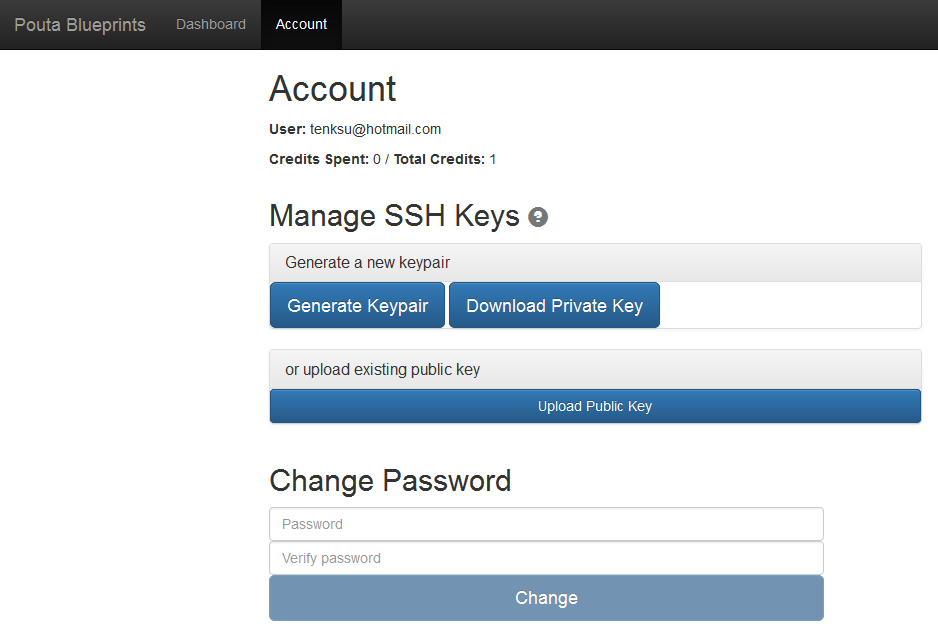 Pouta Blueprints Dashboard Account
Account
User: tenksu@hotmail.com
Credits Spent: 0 / Total Credits: 1
Manage SSH Keys ?
Generate a new keypair
Generate Keypair Download Private Key
or upload existing public key
Upload Public Key
Change Password
Password
Verify password
Change